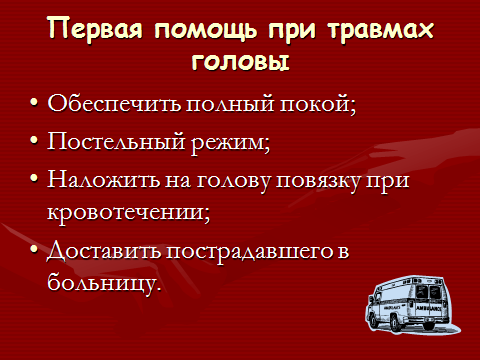 Первая помощь при травмах
головы
• Обеспечить полный покой;
• Постельный режим;
• Наложить на голову повязку при
кровотечении;
• Доставить пострадавшего в
больницу.
AMBULANCE